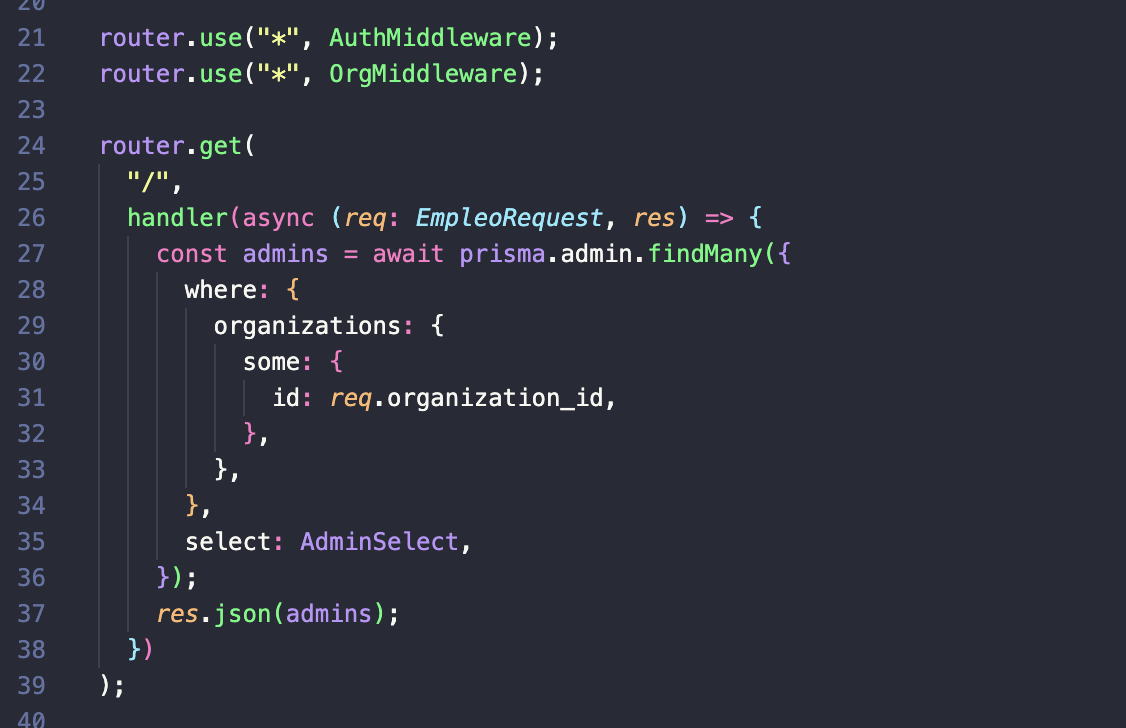 20
21 router.use("*", AuthMiddleware);
22 router.use("*", OrgMiddleware);
23
24 router.get(
25 "/",
26 handler(async (req: EmpleoRequest, res) => {
27 const admins = await prisma.admin.findMany({
28 where: {
29 organizations: {
30 some: {
31 id: req.organization_id,
32 },
33 },
34 },
35 select: AdminSelect,
36 });
37 res.json(admins);
38 })
39 );
40